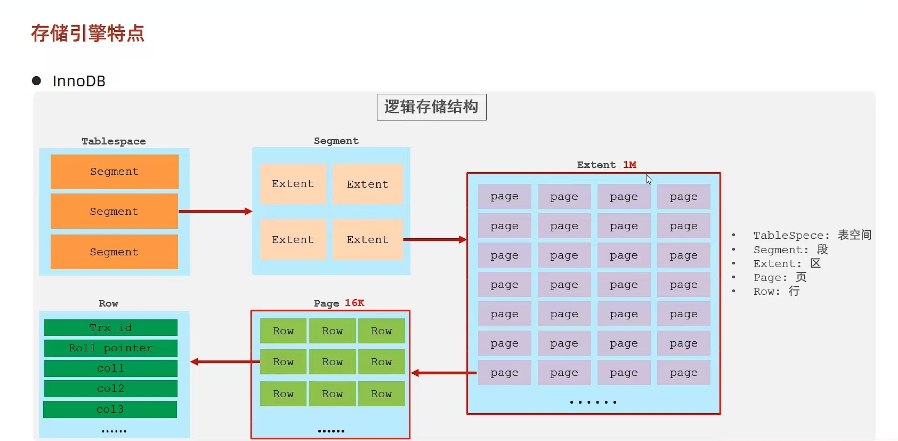 存储引擎特点
● InnoDB
逻辑存储结构
Tablespace
Segment
Segment
Segment
Segment
Extent Extent
Extent Extent
Extent 1M
page page page page
page page page page
page page page page
page page page page
page page page page
page page page page
page page page page
......
• TableSpece: 表空间
• Segment: 段
• Extent: 区
• Page: 页
• Row: 行
Row
Trx id
Roll pointer
col1
col2
col3
......
Page 16K
Row Row Row
Row Row Row
Row Row Row
......